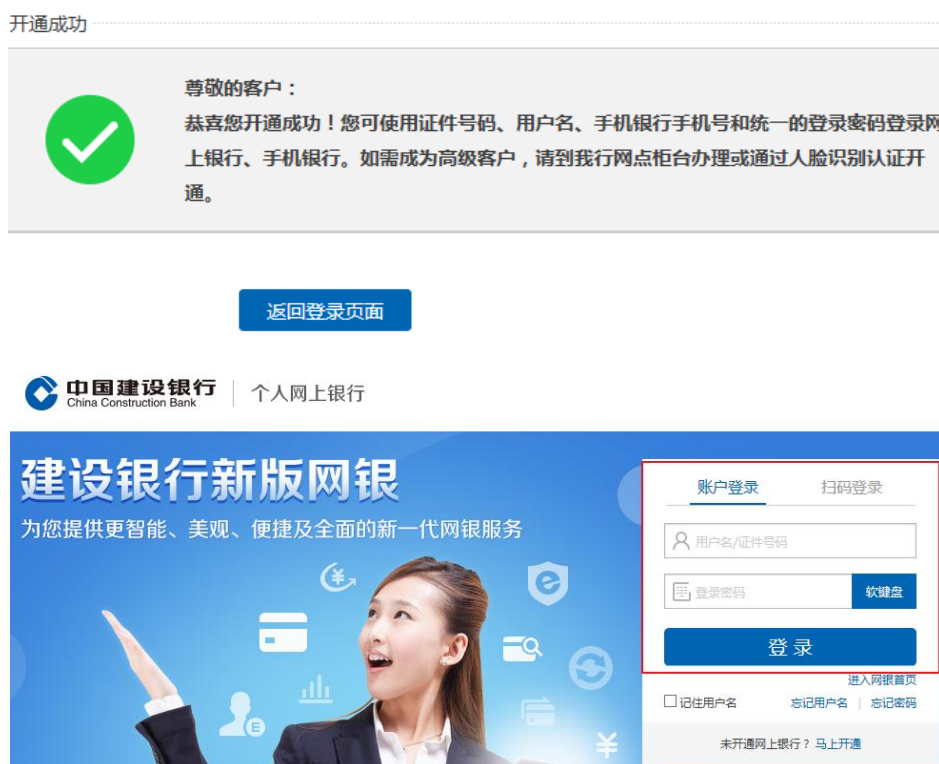 开通成功
尊敬的客户：
恭喜您开通成功！您可使用证件号码、用户名、手机银行手机号和统一的登录密码登录网
上银行、手机银行。如需成为高级客户，请到我行网点柜台办理或通过人脸识别认证开
通。
返回登录页面
中国建设银行 个人网上银行
China Construction Bank
建设银行新版网银
为您提供更智能、美观、便捷及全面的新一代网银服务
账户登录 扫码登录
用户名/证件号码
登录密码 软键盘
登录
进入网银首页
记住用户名 忘记用户名 | 忘记密码
未开通网上银行？马上开通